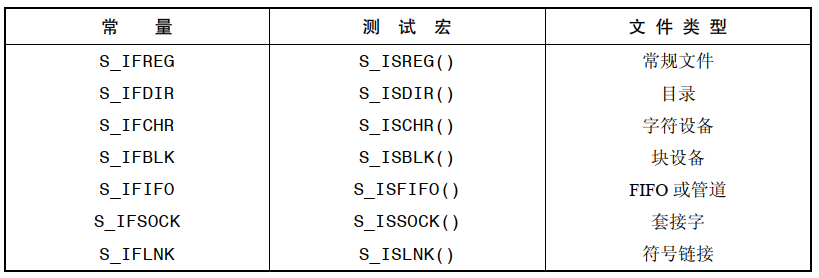 常 量 测 试 宏 文 件 类 型
S_IFREG S_ISREG() 常规文件
S_IFDIR S_ISDIR() 目录
S_IFCHR S_ISCHR() 字符设备
S_IFBLK S_ISBLK() 块设备
S_IFIFO S_ISFIFO() FIFO 或管道
S_IFSOCK S_ISSOCK() 套接字
S_IFLNK S_ISLNK() 符号链接